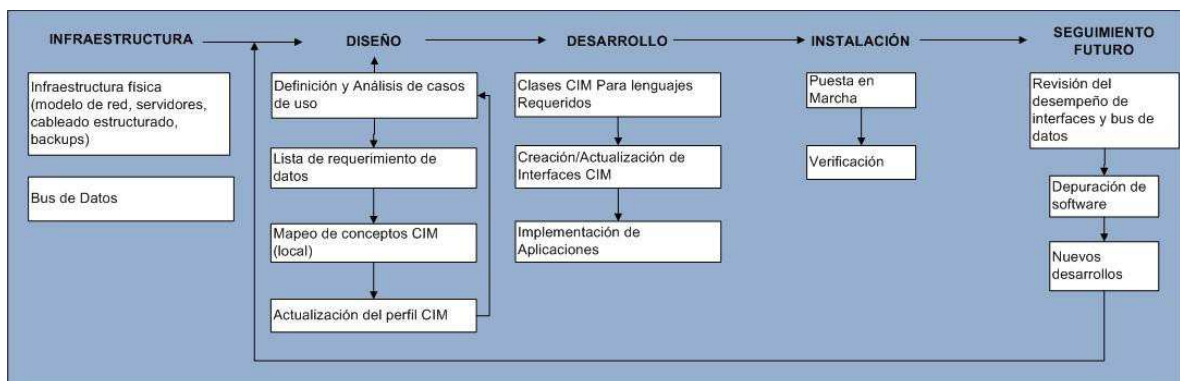 INFRAESTRUCTURA
DISEÑO
DESARROLLO
INSTALACIÓN
SEGUIMIENTO
FUTURO
Infraestructura física
(modelo de red, servidores,
cableado estructurado,
backups)
Bus de Datos
Definición y Análisis de casos
de uso
Lista de requerimiento de
datos
Mapeo de conceptos CIM
(local)
Actualización del perfil CIM
Clases CIM Para lenguajes
Requeridos
Creación/Actualización de
Interfaces CIM
Implementación de
Aplicaciones
Puesta en
Marcha
Verificación
Revisión del
desempeño de
interfaces y bus de
datos
Depuración de
software
Nuevos
desarrollos